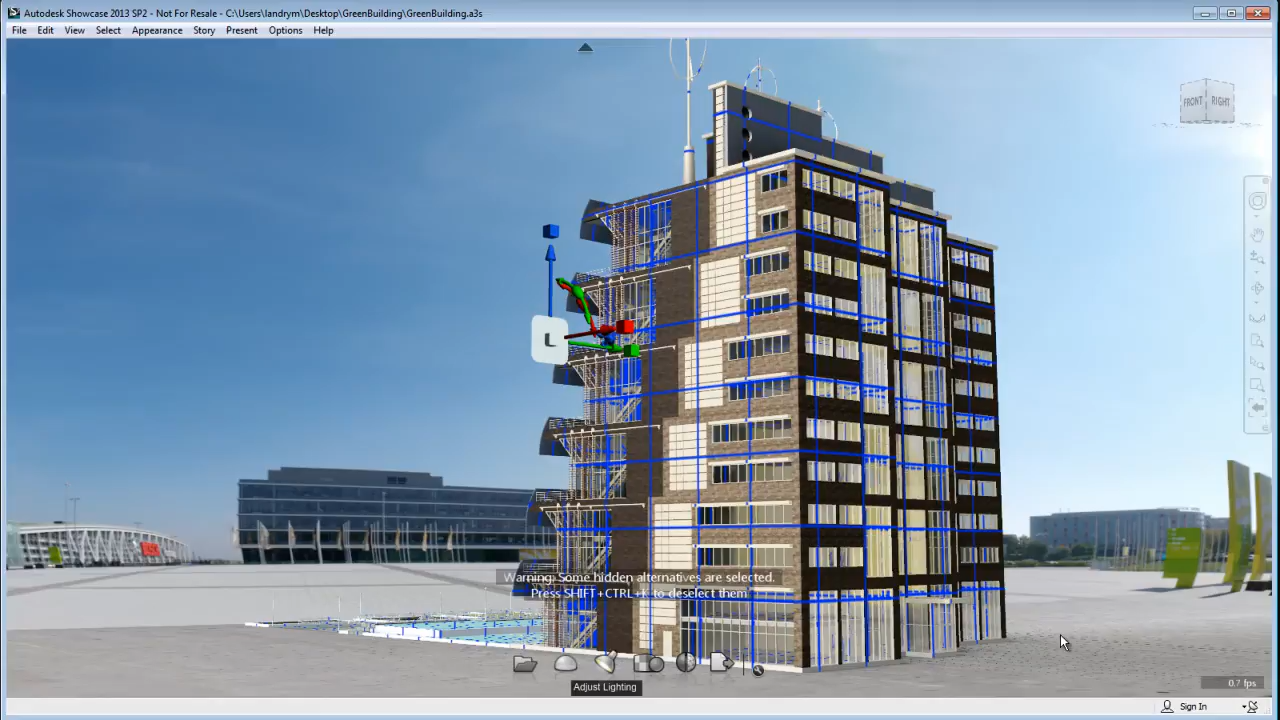 Autodesk Showcase 2013 SP2 - Not For Resale - C:\Users\landrym\Desktop\GreenBuilding\GreenBuilding.a3s
File Edit View Select Appearance Story Present Options Help
FRONT RIGHT
Warning: Some hidden alternatives are selected.
Press SHIFT+CTRL+K to deselect them
Adjust Lighting
0.7 fps
Sign In